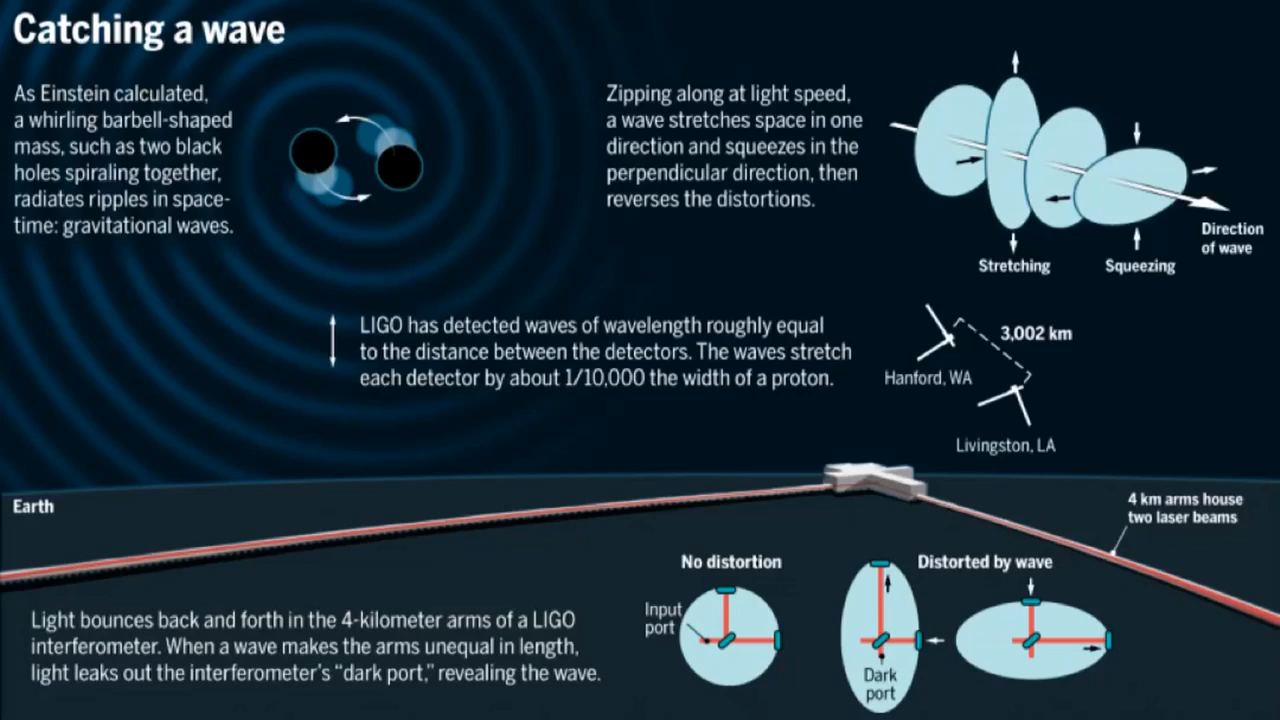 Catching a wave
As Einstein calculated,
a whirling barbell-shaped
mass, such as two black
holes spiraling together,
radiates ripples in space-
time: gravitational waves.
Zipping along at light speed,
a wave stretches space in one
direction and squeezes in the
perpendicular direction, then
reverses the distortions.
Direction
of wave
Stretching
Squeezing
LIGO has detected waves of wavelength roughly equal
to the distance between the detectors. The waves stretch
each detector by about 1/10,000 the width of a proton.
3,002 km
Hanford, WA
Livingston, LA
Earth
4 km arms house
two laser beams
Light bounces back and forth in the 4-kilometer arms of a LIGO
interferometer. When a wave makes the arms unequal in length,
light leaks out the interferometer's “dark port,” revealing the wave.
No distortion
Input
port
Distorted by wave
Dark
port